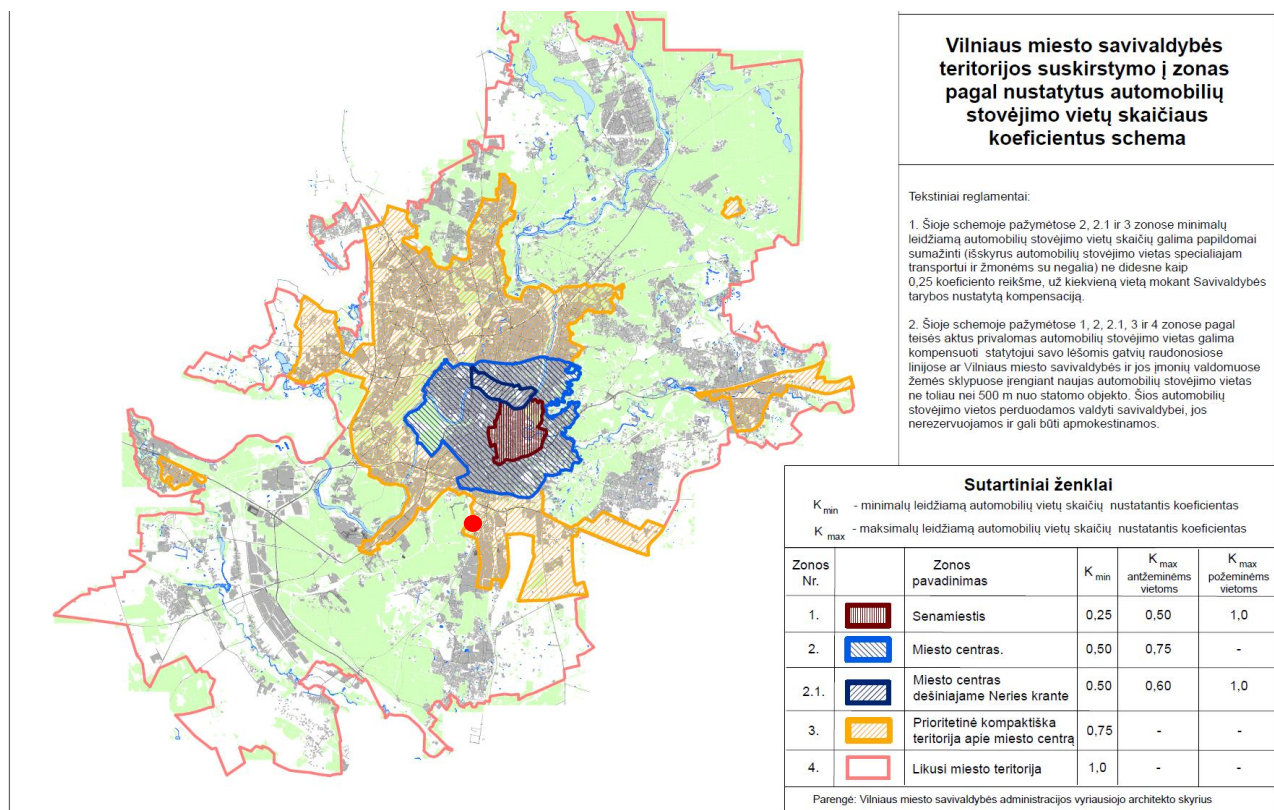 Vilniaus miesto savivaldybės
teritorijos suskirstymo į zonas
pagal nustatytus automobilių
stovėjimo vietų skaičiaus
koeficientus schema
Tekstiniai reglamentai:
1. Šioje schemoje pažymėtose 2, 2.1 ir 3 zonose minimalų
leidžiamą automobilių stovėjimo vietų skaičių galima papildomai
sumažinti (išskyrus automobilių stovėjimo vietas specialiajam
transportui ir žmonėms su negalia) ne didesne kaip
0,25 koeficiento reikšme, už kiekvieną vietą mokant Savivaldybės
tarybos nustatytą kompensaciją.
2. Šioje schemoje pažymėtose 1, 2, 2.1, 3 ir 4 zonose pagal
teisės aktus privalomas automobilių stovėjimo vietas galima
kompensuoti statytojui savo lėšomis gatvių raudonosiose
linijose ar Vilniaus miesto savivaldybė ir jos įmonių valdomuose
žemės sklypuose įrengiant naujas automobilių stovėjimo vietas
ne toliau nei 500 m nuo statomo objekto. Šios automobilių
stovėjimo vietos perduodamos valdyti savivaldybei, jos
nerezervuojamos ir gali būti apmokestinamos.
Sutartiniai ženklai
K min - minimalų leidžiamą automobilių vietų skaičių nustatantis koeficientas
K max - maksimalų leidžiamą automobilių vietų skaičių nustatantis koeficientas
Zonos Nr. Zonos pavadinimas K min K max antžeminėms vietoms K max požeminėms vietoms
1. Senamiestis 0,25 0,50 1,0
2. Miesto centras. 0,50 0,75 -
2.1. Miesto centras dešiniajame Neries krante 0.50 0,60 1,0
3. Prioritetinė kompaktiška teritorija apie miesto centrą 0,75 - -
4. Likusi miesto teritorija 1,0 - -
Parengė: Vilniaus miesto savivaldybės administracijos vyriausiojo architekto skyrius